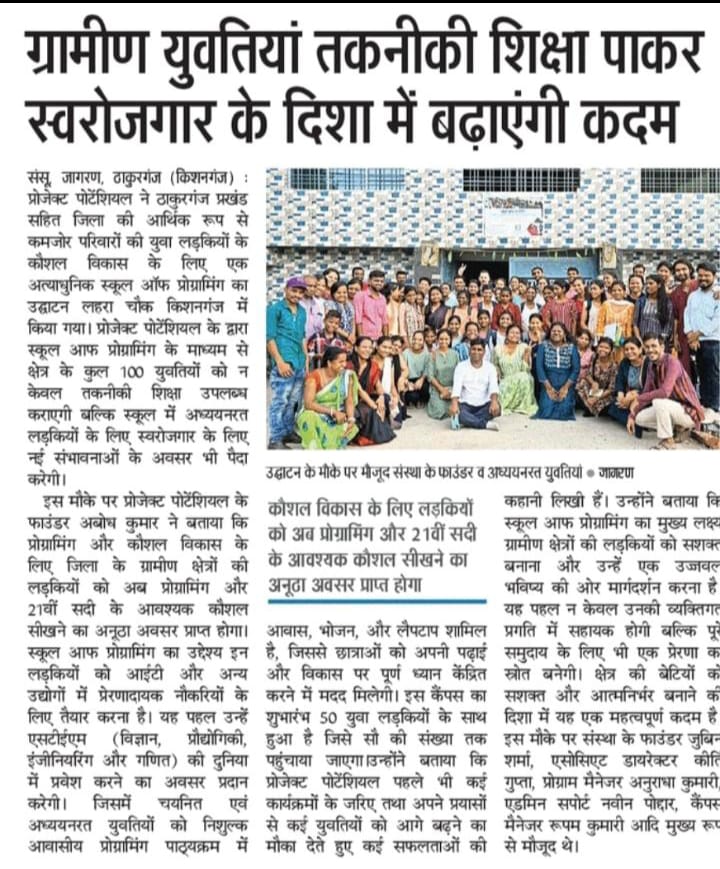 ग्रामीण युवतियां तकनीकी शिक्षा पाकर
स्वरोजगार के दिशा में बढ़ाएंगी कदम
संसू, जागरण, ठाकुरगंज (किशनगंज) :
प्रोजेक्ट पोटेंशियल ने ठाकुरगंज प्रखंड
सहित जिला की आर्थिक रूप से
कमजोर परिवारों की युवा लड़कियों के
कौशल विकास के लिए एक
अत्याधुनिक स्कूल ऑफ प्रोग्रामिंग का
उद्घाटन लहरा चौक किशनगंज में
किया गया। प्रोजेक्ट पोटेंशियल के द्वारा
स्कूल आफ प्रोग्रामिंग के माध्यम से
क्षेत्र के कुल 100 युवतियों को न
केवल तकनीकी शिक्षा उपलब्ध
कराएगी बल्कि स्कूल में अध्ययनरत
लड़कियों के लिए स्वरोजगार के लिए
नई संभावनाओं के अवसर भी पैदा
करेगी।
इस मौके पर प्रोजेक्ट पोटेंशियल के
फाउंडर अबोध कुमार ने बताया कि
प्रोग्रामिंग और कौशल विकास के
लिए जिला के ग्रामीण क्षेत्रों की
लड़कियों को अब प्रोग्रामिंग और
21वीं सदी के आवश्यक कौशल
सीखने का अनूठा अवसर प्राप्त होगा।
स्कूल आफ प्रोग्रामिंग का उद्देश्य इन
लड़कियों को आईटी और अन्य
उद्योगों में प्रेरणादायक नौकरियों के
लिए तैयार करना है। यह पहल उन्हें
एसटीईएम (विज्ञान, प्रौद्योगिकी,
इंजीनियरिंग और गणित) की दुनिया
में प्रवेश करने का अवसर प्रदान
करेगी। जिसमें चयनित एवं
अध्ययनरत युवतियों को निशुल्क
आवासीय प्रोग्रामिंग पाठ्यक्रम में
उद्घाटन के मौके पर मौजूद संस्था के फाउंडर व अध्ययनरत युवतियां ● जागरण
कौशल विकास के लिए लड़कियों
को अब प्रोग्रामिंग और 21वीं सदी
के आवश्यक कौशल सीखने का
अनूठा अवसर प्राप्त होगा
आवास, भोजन, और लैपटाप शामिल
है, जिससे छात्राओं को अपनी पढ़ाई
और विकास पर पूर्ण ध्यान केंद्रित
करने में मदद मिलेगी। इस कैंपस का
शुभारंभ 50 युवा लड़कियों के साथ
हुआ है जिसे सौ की संख्या तक
पहुंचाया जाएगा।उन्होंने बताया कि
प्रोजेक्ट पोटेंशियल पहले भी कई
कार्यक्रमों के जरिए तथा अपने प्रयासों
से कई युवतियों को आगे बढ़ने का
मौका देते हुए कई सफलताओं की
कहानी लिखी हैं। उन्होंने बताया कि
स्कूल आफ प्रोग्रामिंग का मुख्य लक्ष्य
ग्रामीण क्षेत्रों की लड़कियों को सशक्त
बनाना और उन्हें एक उज्जवल
भविष्य की ओर मार्गदर्शन करना है
यह पहल न केवल उनकी व्यक्तिगत
प्रगति में सहायक होगी बल्कि पूरे
समुदाय के लिए भी एक प्रेरणा क
स्रोत बनेगी। क्षेत्र की बेटियों क
सशक्त और आत्मनिर्भर बनाने क
दिशा में यह एक महत्वपूर्ण कदम है
इस मौके पर संस्था के फाउंडर जुबिन
शर्मा, एसोसिएट डायरेक्टर कीर्ति
गुप्ता, प्रोग्राम मैनेजर अनुराधा कुमारी,
एडमिन सपोर्ट नवीन पोद्दार, कैंपस
मैनेजर रूपम कुमारी आदि मुख्य रूप
से मौजूद थे।